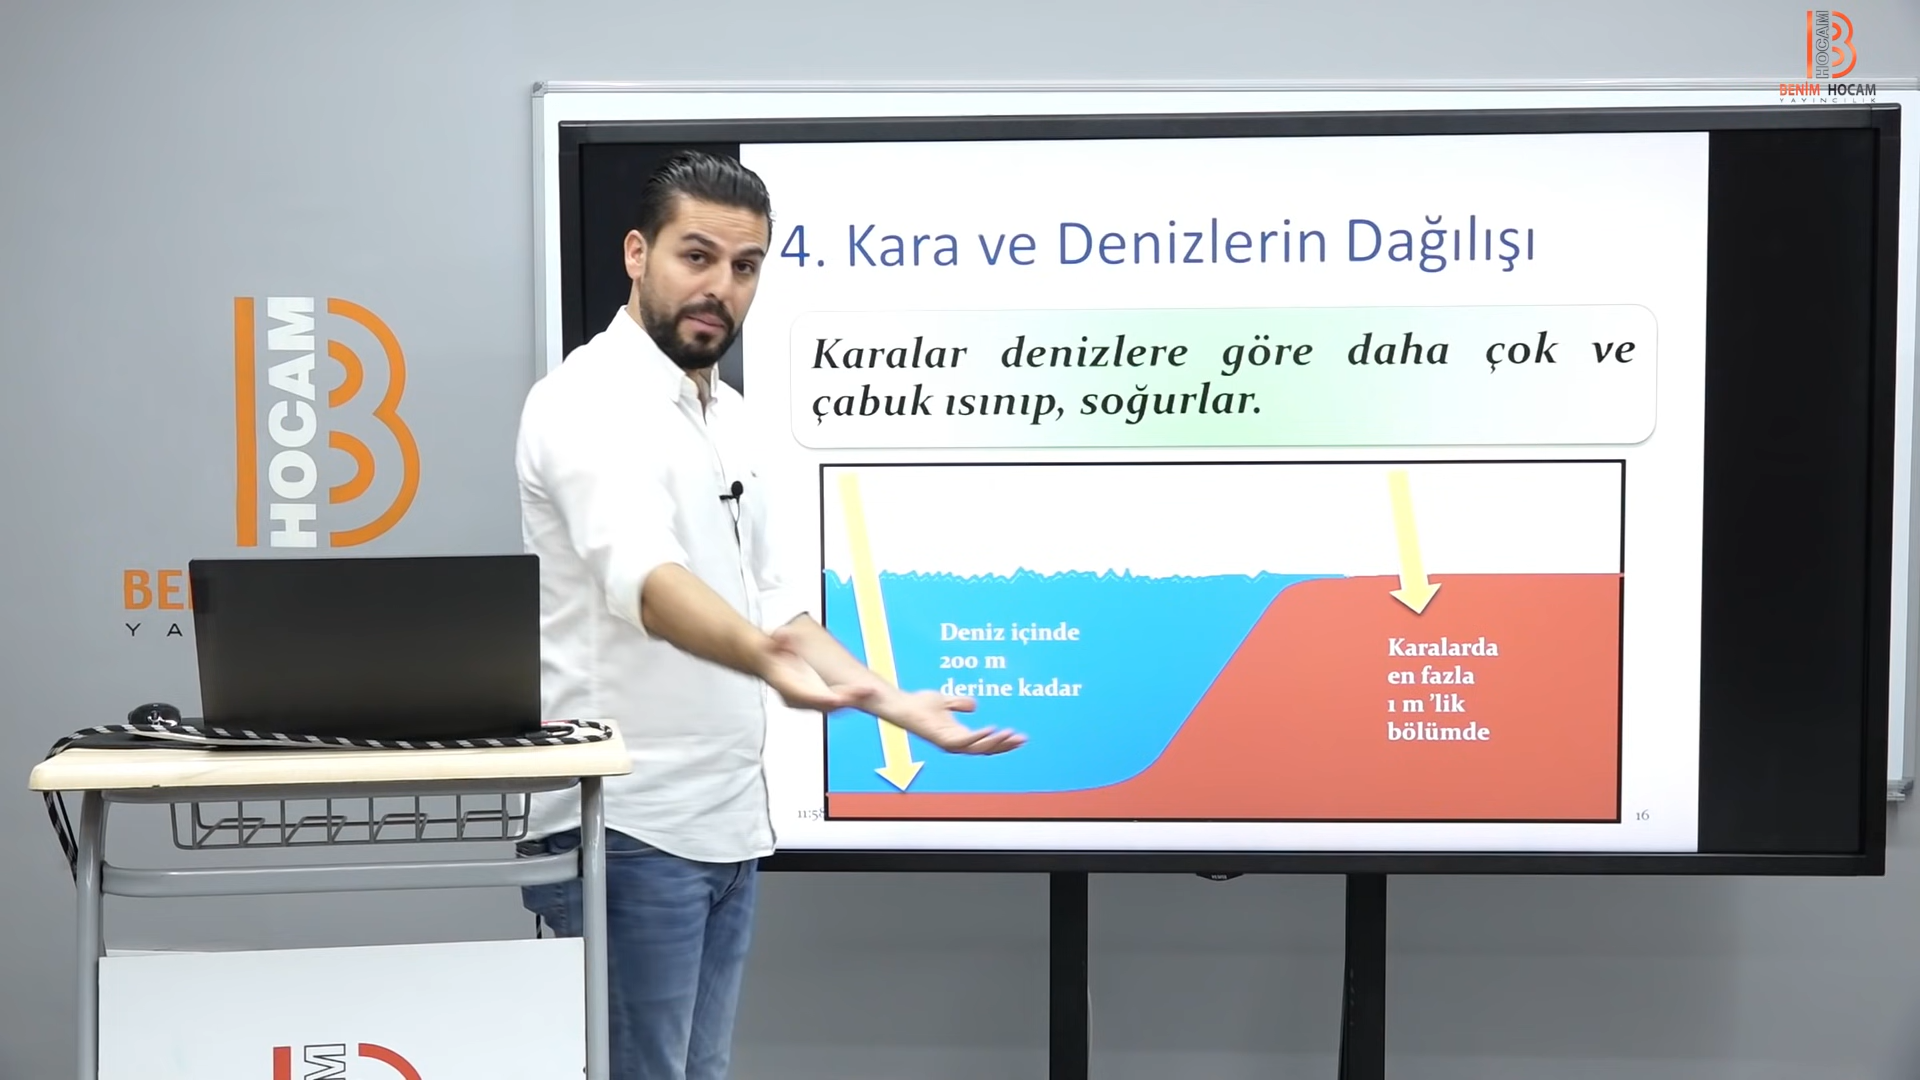 HOCAM
BENİM HOCAM
YAYINCILIK
4. Kara ve Denizlerin Dağılışı
Karalar denizlere göre daha çok ve
çabuk ısınıp, soğurlar.
Deniz içinde
200 m
derine kadar
Karalarda
en fazla
1 m 'lik
bölümde
16
HOCAM